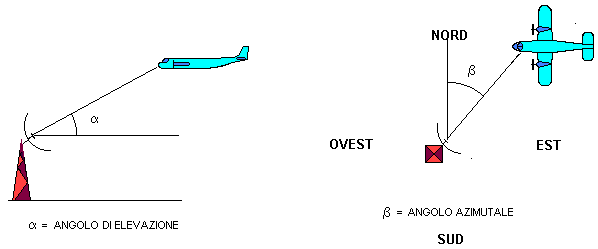 α
α = ANGOLO DI ELEVAZIONE
NORD
β
OVEST
EST
β = ANGOLO AZIMUTALE
SUD